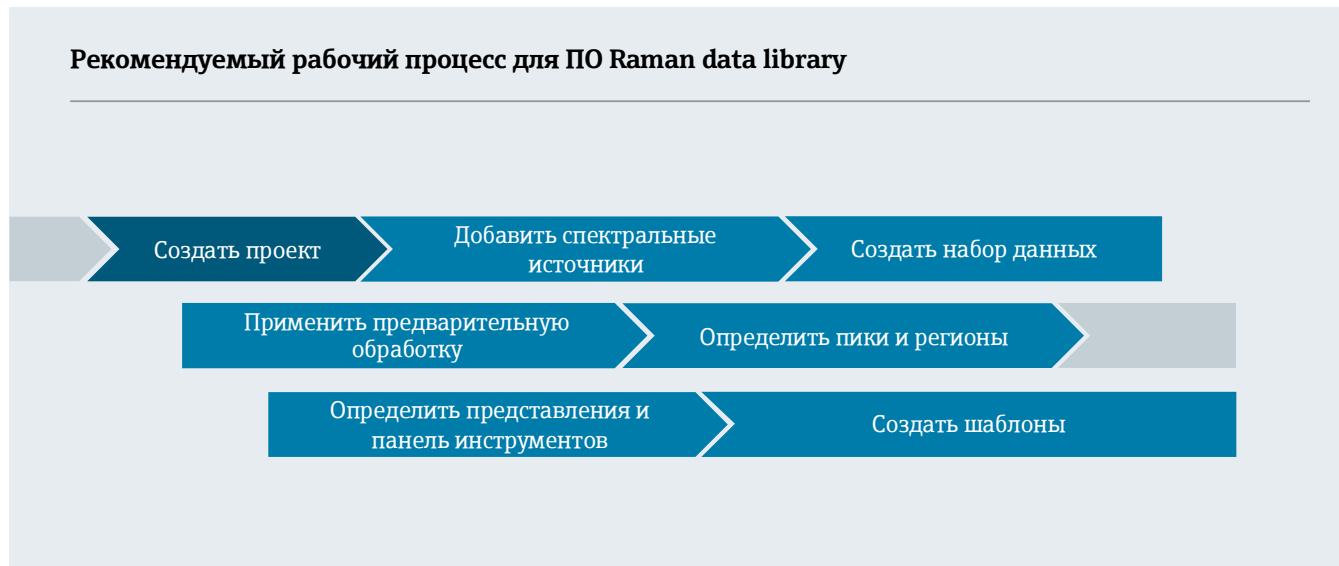 Рекомендуемый рабочий процесс для ПО Raman data library
Создать проект
Добавить спектральные
источники
Создать набор данных
Применить предварительную
обработку
Определить пики и регионы
Определить представления и
панель инструментов
Создать шаблоны